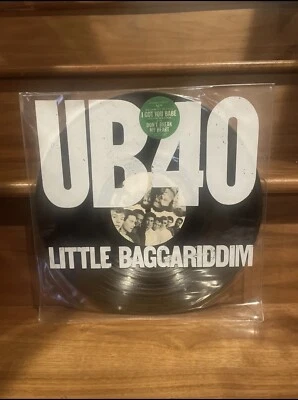 UB40
I GOT YOU BABE
DON'T BREAK
MY HEART
LITTLE BAGGARIDDIM